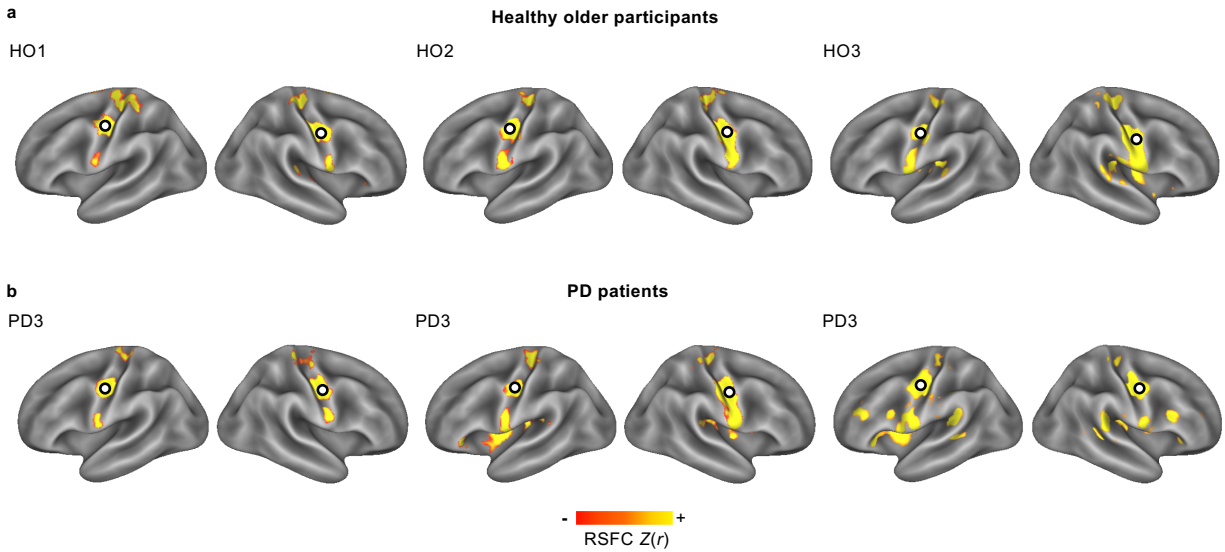 a
Healthy older participants
HO1
HO2
HO3
b
PD patients
PD3
PD3
PD3
- +
RSFC Z(r)